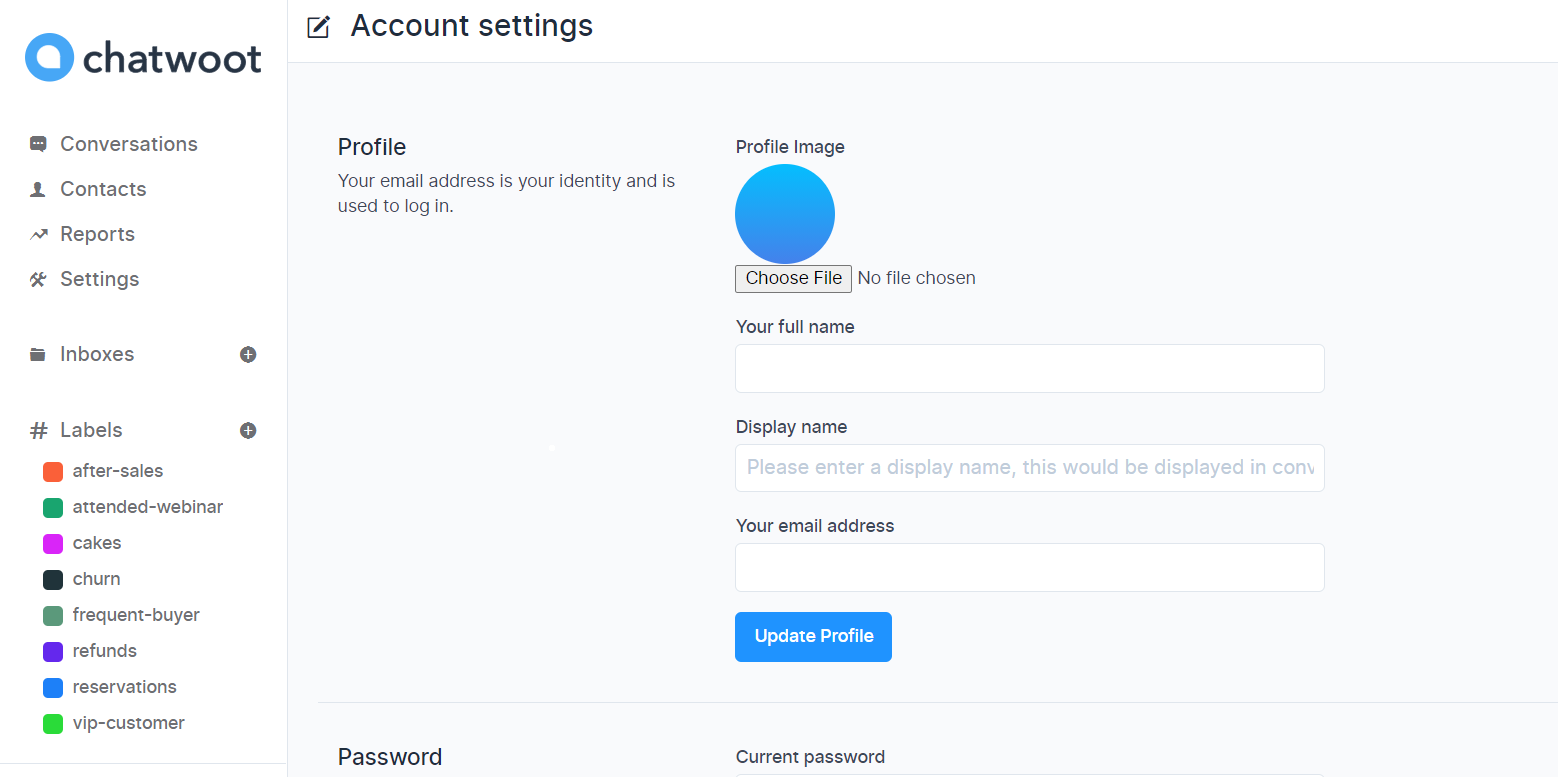 chatwoot
Conversations
Contacts
Reports
Settings
Inboxes
Labels
after-sales
attended-webinar
cakes
churn
frequent-buyer
refunds
reservations
vip-customer
Account settings
Profile
Your email address is your identity and is
used to log in.
Profile Image
Choose File No file chosen
Your full name
Display name
Please enter a display name, this would be displayed in conv
Your email address
Update Profile
Password
Current password